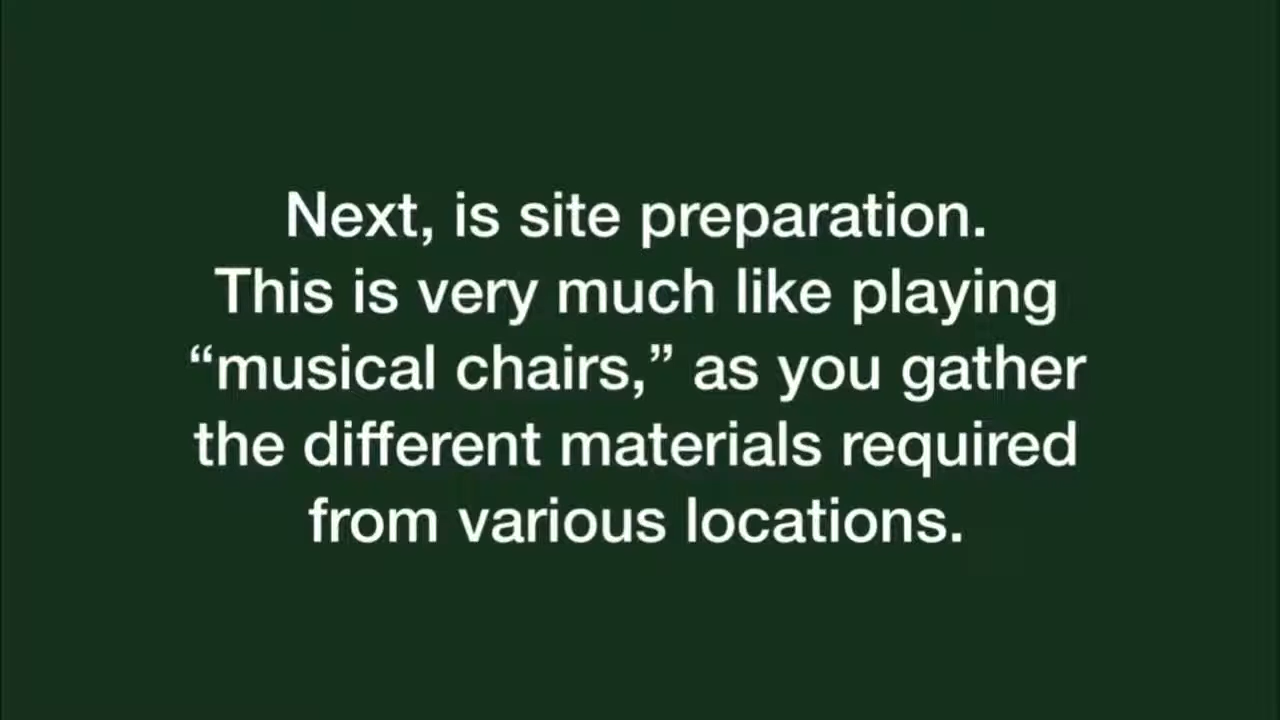 Next, is site preparation.
This is very much like playing
“musical chairs,” as you gather
the different materials required
from various locations.